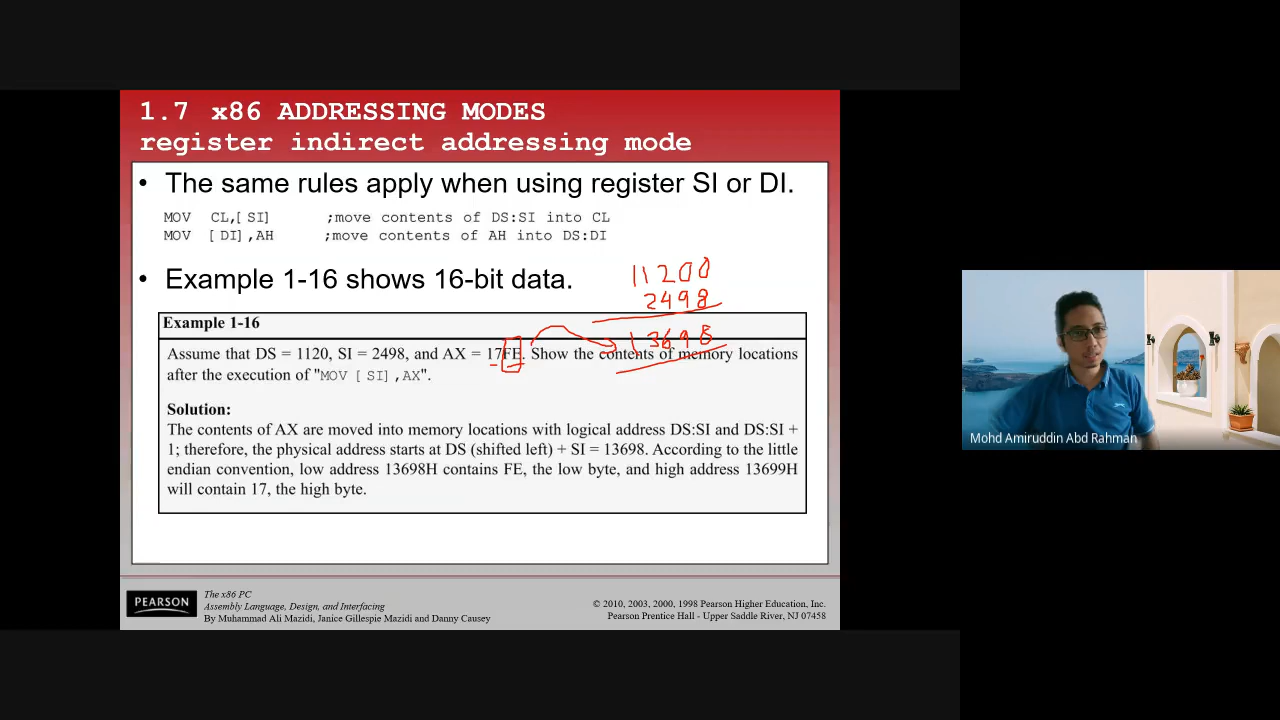 1.7 x86 ADDRESSING MODES
register indirect addressing mode
• The same rules apply when using register SI or DI.
MOV CL,[SI] ;move contents of DS:SI into CL
MOV [DI],AH ;move contents of AH into DS:DI
• Example 1-16 shows 16-bit data.
11200
2498
13698
Example 1-16
Assume that DS = 1120, SI = 2498, and AX = 17FE. Show the contents of memory locations
after the execution of "MOV [SI],AX".
Solution:
The contents of AX are moved into memory locations with logical address DS:SI and DS:SI +
1; therefore, the physical address starts at DS (shifted left) + SI = 13698. According to the little
endian convention, low address 13698H contains FE, the low byte, and high address 13699H
will contain 17, the high byte.
PEARSON
The x86 PC
Assembly Language, Design, and Interfacing
By Muhammad Ali Mazidi, Janice Gillespie Mazidi and Danny Causey
© 2010, 2003, 2000, 1998 Pearson Higher Education, Inc.
Pearson Prentice Hall - Upper Saddle River, NJ 07458
Mohd Amiruddin Abd Rahman